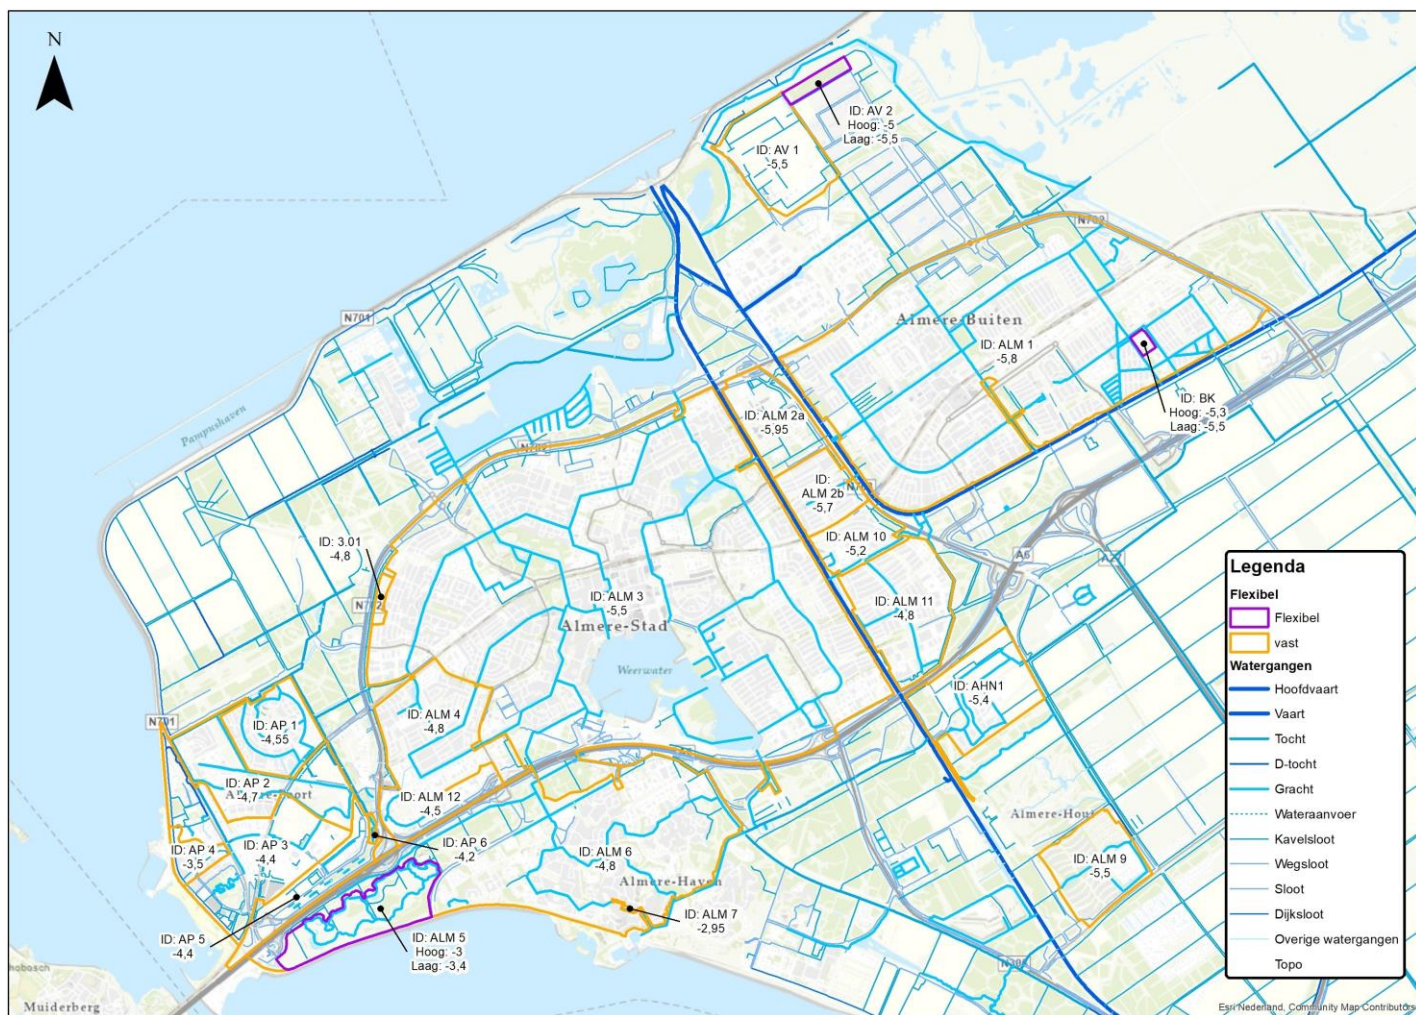 N
ID: AV 2
Hoog: -5
Laag: -5,5
ID: AV 1
-5,5
N702
N701
Almere-Buiten
ID: ALM 1
-5,8
ID: BK
Hoog: -5,3
Laag: -5,5
Pampushaven
ID: ALM 2a
-5,95
N702
ID:
ALM 2b
-5,7
N703
ID: 3.01
-4,8
ID: ALM 10
-5,2
A6
A27
N702
ID: ALM 3
-5,5
Almere-Stad
ID: ALM 11
-4,8
Weerwater
ID: AHN1
-5,4
N701
ID: AP 1
-4,55
ID: ALM 4
-4,8
A6
ID: AP 2
-4,7
ID: ALM 12
-4,5
Almere-Hout
ID: AP 4
-3,5
ID: AP 3
-4,4
ID: AP 6
-4,2
ID: ALM 6
-4,8
Almere-Haven
ID: ALM 9
-5,5
ID: ALM 7
-2,95
ID: AP 5
-4,4
ID: ALM 5
Hoog: -3
Laag: -3,4
N305
Muiderberg
Legenda
Flexibel
Flexibel
vast
Watergangen
Hoofdvaart
Vaart
Tocht
D-tocht
Gracht
Wateraanvoer
Kavelsloot
Wegsloot
Sloot
Dijksloot
Overige watergangen
Topo
Esri Nederland, Community Map Contributors